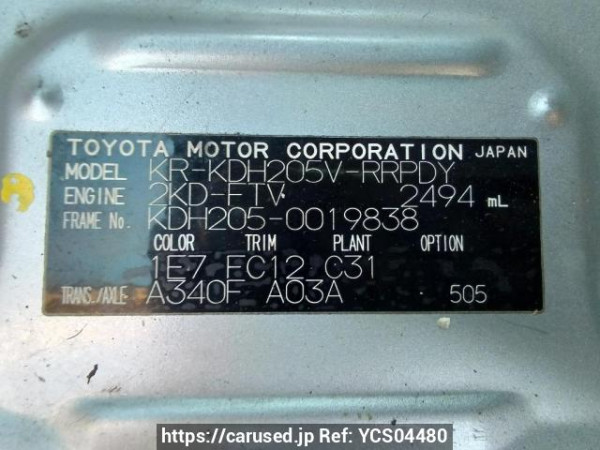 TOYOTA MOTOR CORPORATION JAPAN
MODEL KR-KDH205V-RRPDY
ENGINE 2KD-FTV 2494 mL
FRAME No. KDH205-0019838
COLOR TRIM PLANT OPTION
1E7 FC12 C31
TRANS./AXLE A340F A03A 505
https://carused.jp Ref: YCS04480